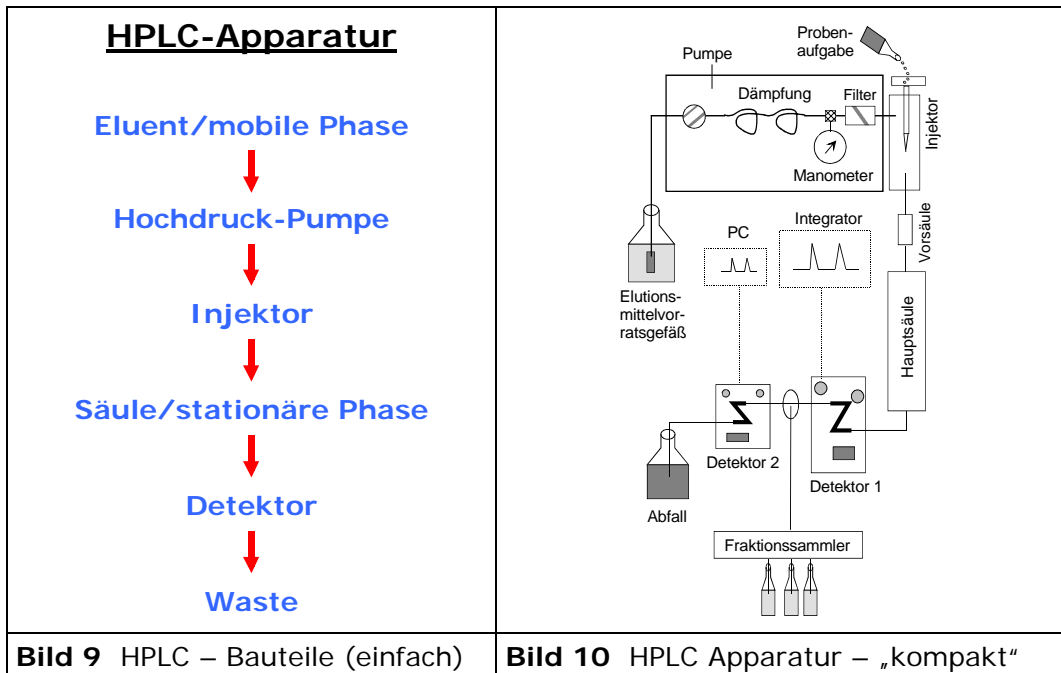 HPLC-Apparatur
Eluent/mobile Phase
Hochdruck-Pumpe
Injektor
Säule/stationäre Phase
Detektor
Waste
Bild 9 HPLC – Bauteile (einfach)
Proben-
aufgabe
Pumpe
Dämpfung
Filter
Injektor
Manometer
Vorsäule
Integrator
PC
Elutions-
mittelvor-
ratsgefäß
Hauptsäule
Detektor 2
Detektor 1
Abfall
Fraktionssammler
Bild 10 HPLC Apparatur – „kompakt“